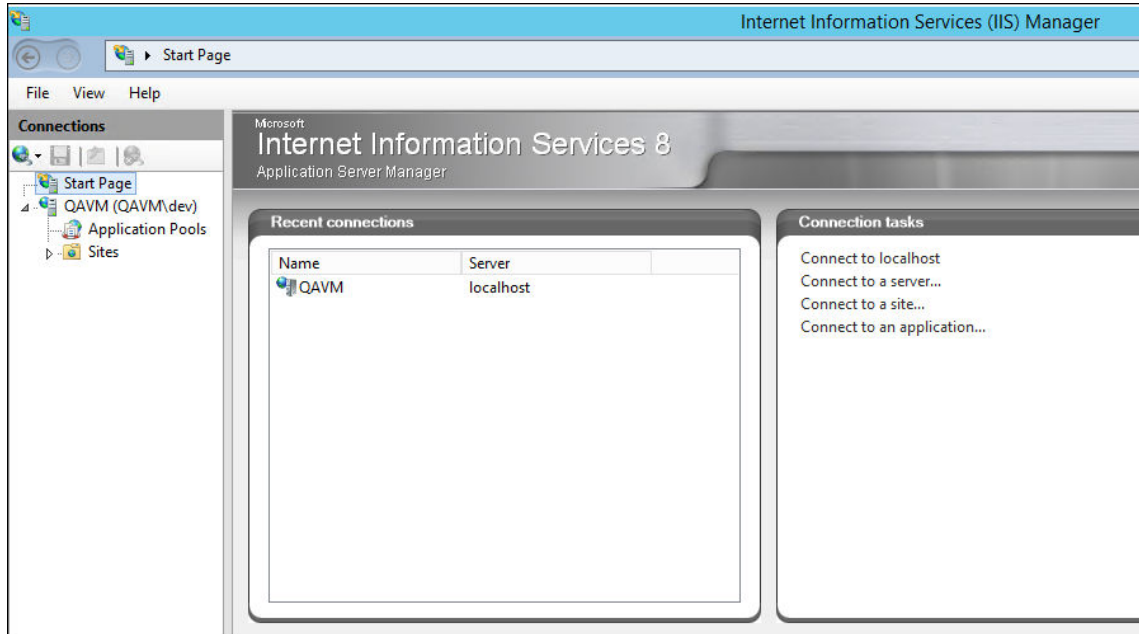 Internet Information Services (IIS) Manager
Start Page
File View Help
Connections
Start Page
QAVM (QAVM\dev)
Application Pools
Sites
Microsoft
Internet Information Services 8
Application Server Manager
Recent connections
Name Server
QAVM localhost
Connection tasks
Connect to localhost
Connect to a server...
Connect to a site...
Connect to an application...